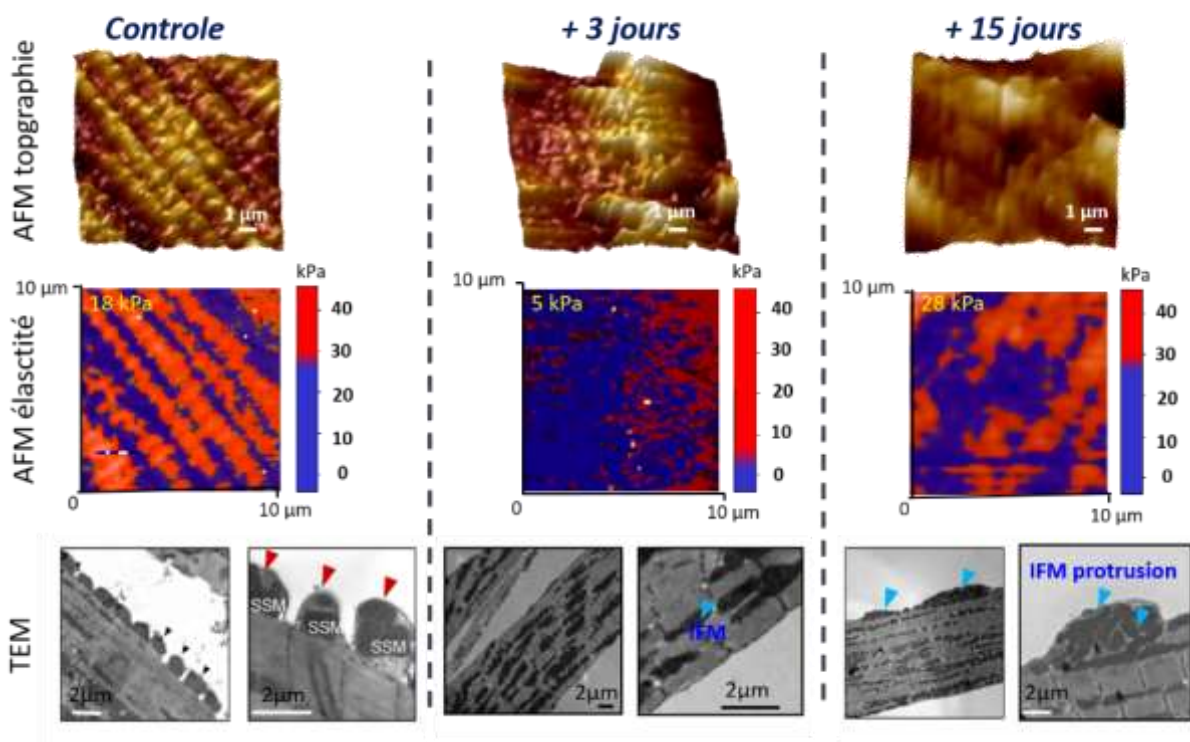 Controle
+ 3 jours
+ 15 jours
AFM topgraphie
1 µm
1 µm
1 µm
AFM élasctité
10 µm
18 kPa
kPa
40
30
20
10
0
0
10 µm
10 µm
5 kPa
kPa
40
30
20
10
0
0
10 µm
10 µm
28 kPa
kPa
40
30
20
10
0
0
10 µm
TEM
2µm
SSM
SSM
SSM
2µm
2µm
IFM
2µm
2µm
IFM protrusion
2µm